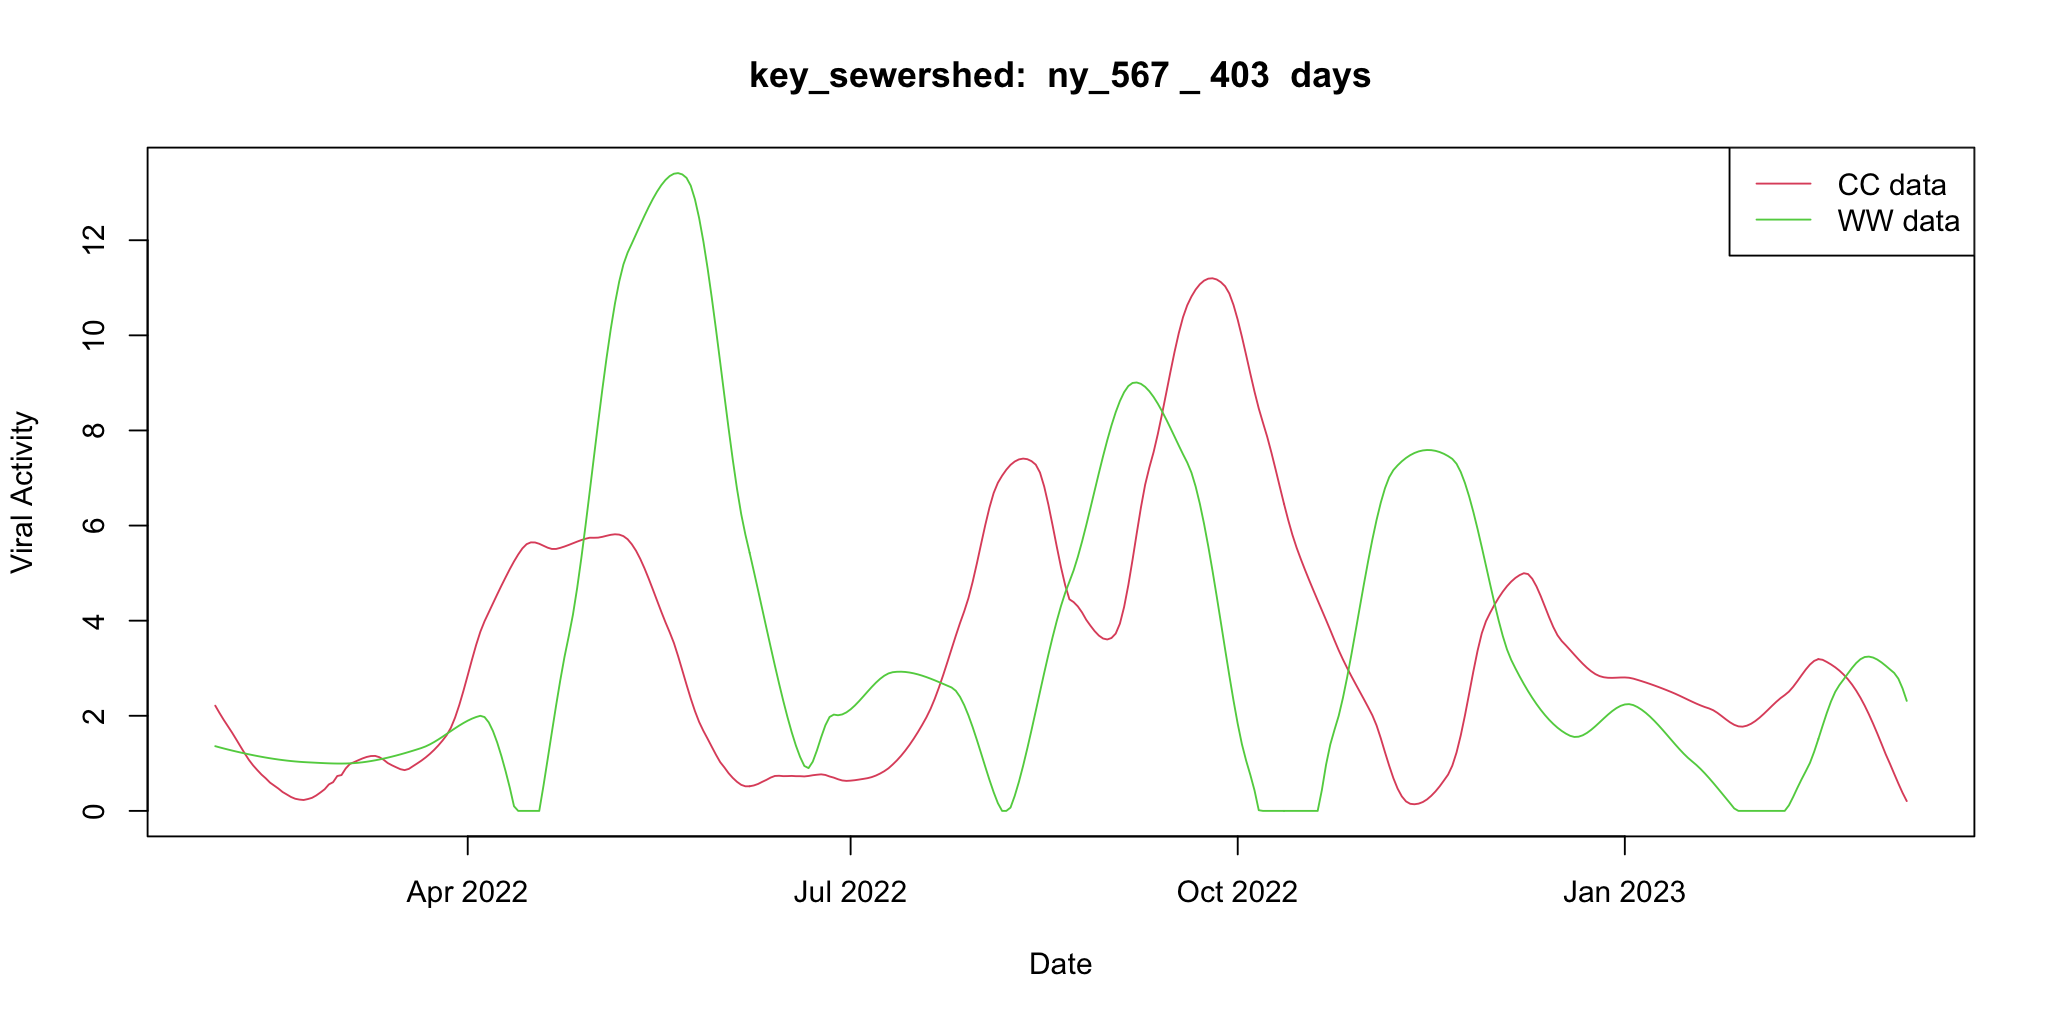 key_sewershed: ny_567 _ 403 days
CC data
WW data
Viral Activity
12
10
8
6
4
2
0
Apr 2022
Jul 2022
Oct 2022
Jan 2023
Date